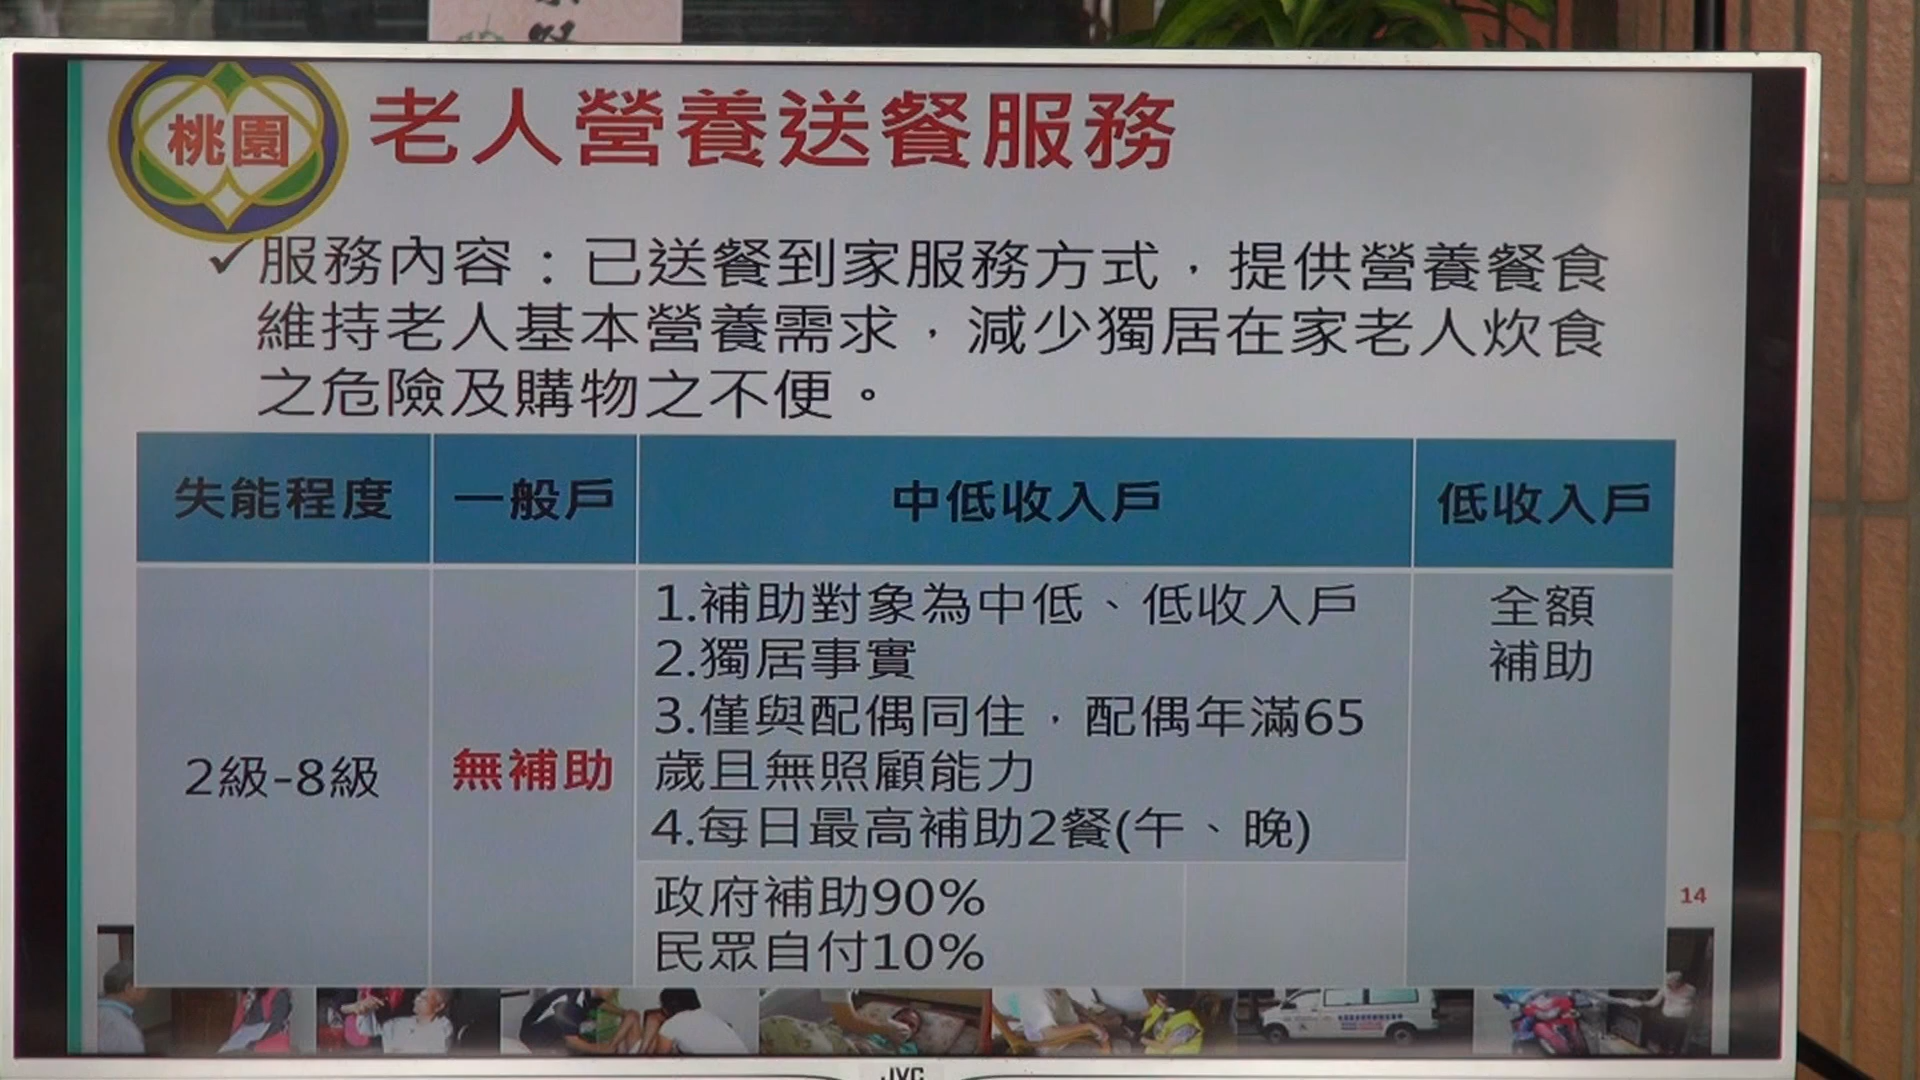 桃園
老人營養送餐服務
✓服務內容：已送餐到家服務方式，提供營養餐食
維持老人基本營養需求，減少獨居在家老人炊食
之危險及購物之不便。
失能程度 一般戶 中低收入戶 低收入戶
2級-8級
無補助
1.補助對象為中低、低收入戶
2.獨居事實
3.僅與配偶同住，配偶年滿65
歲且無照顧能力
4.每日最高補助2餐(午、晚)
政府補助90%
民眾自付10%
全額
補助
14
JVC